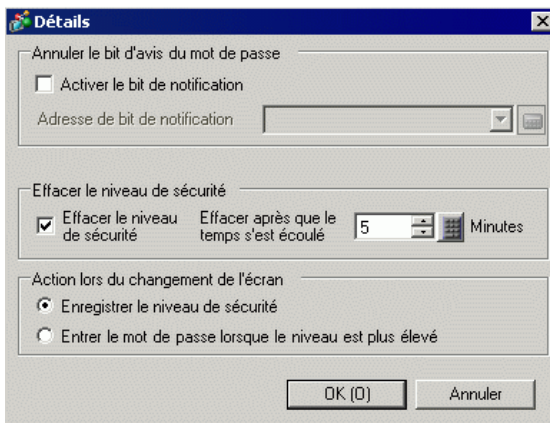 Détails
Annuler le bit d'avis du mot de passe
Activer le bit de notification
Adresse de bit de notification
Effacer le niveau de sécurité
Effacer le niveau
de sécurité
Effacer après que le
temps s'est écoulé
5
Minutes
Action lors du changement de l'écran
Enregistrer le niveau de sécurité
Entrer le mot de passe lorsque le niveau est plus élevé
OK (O)
Annuler